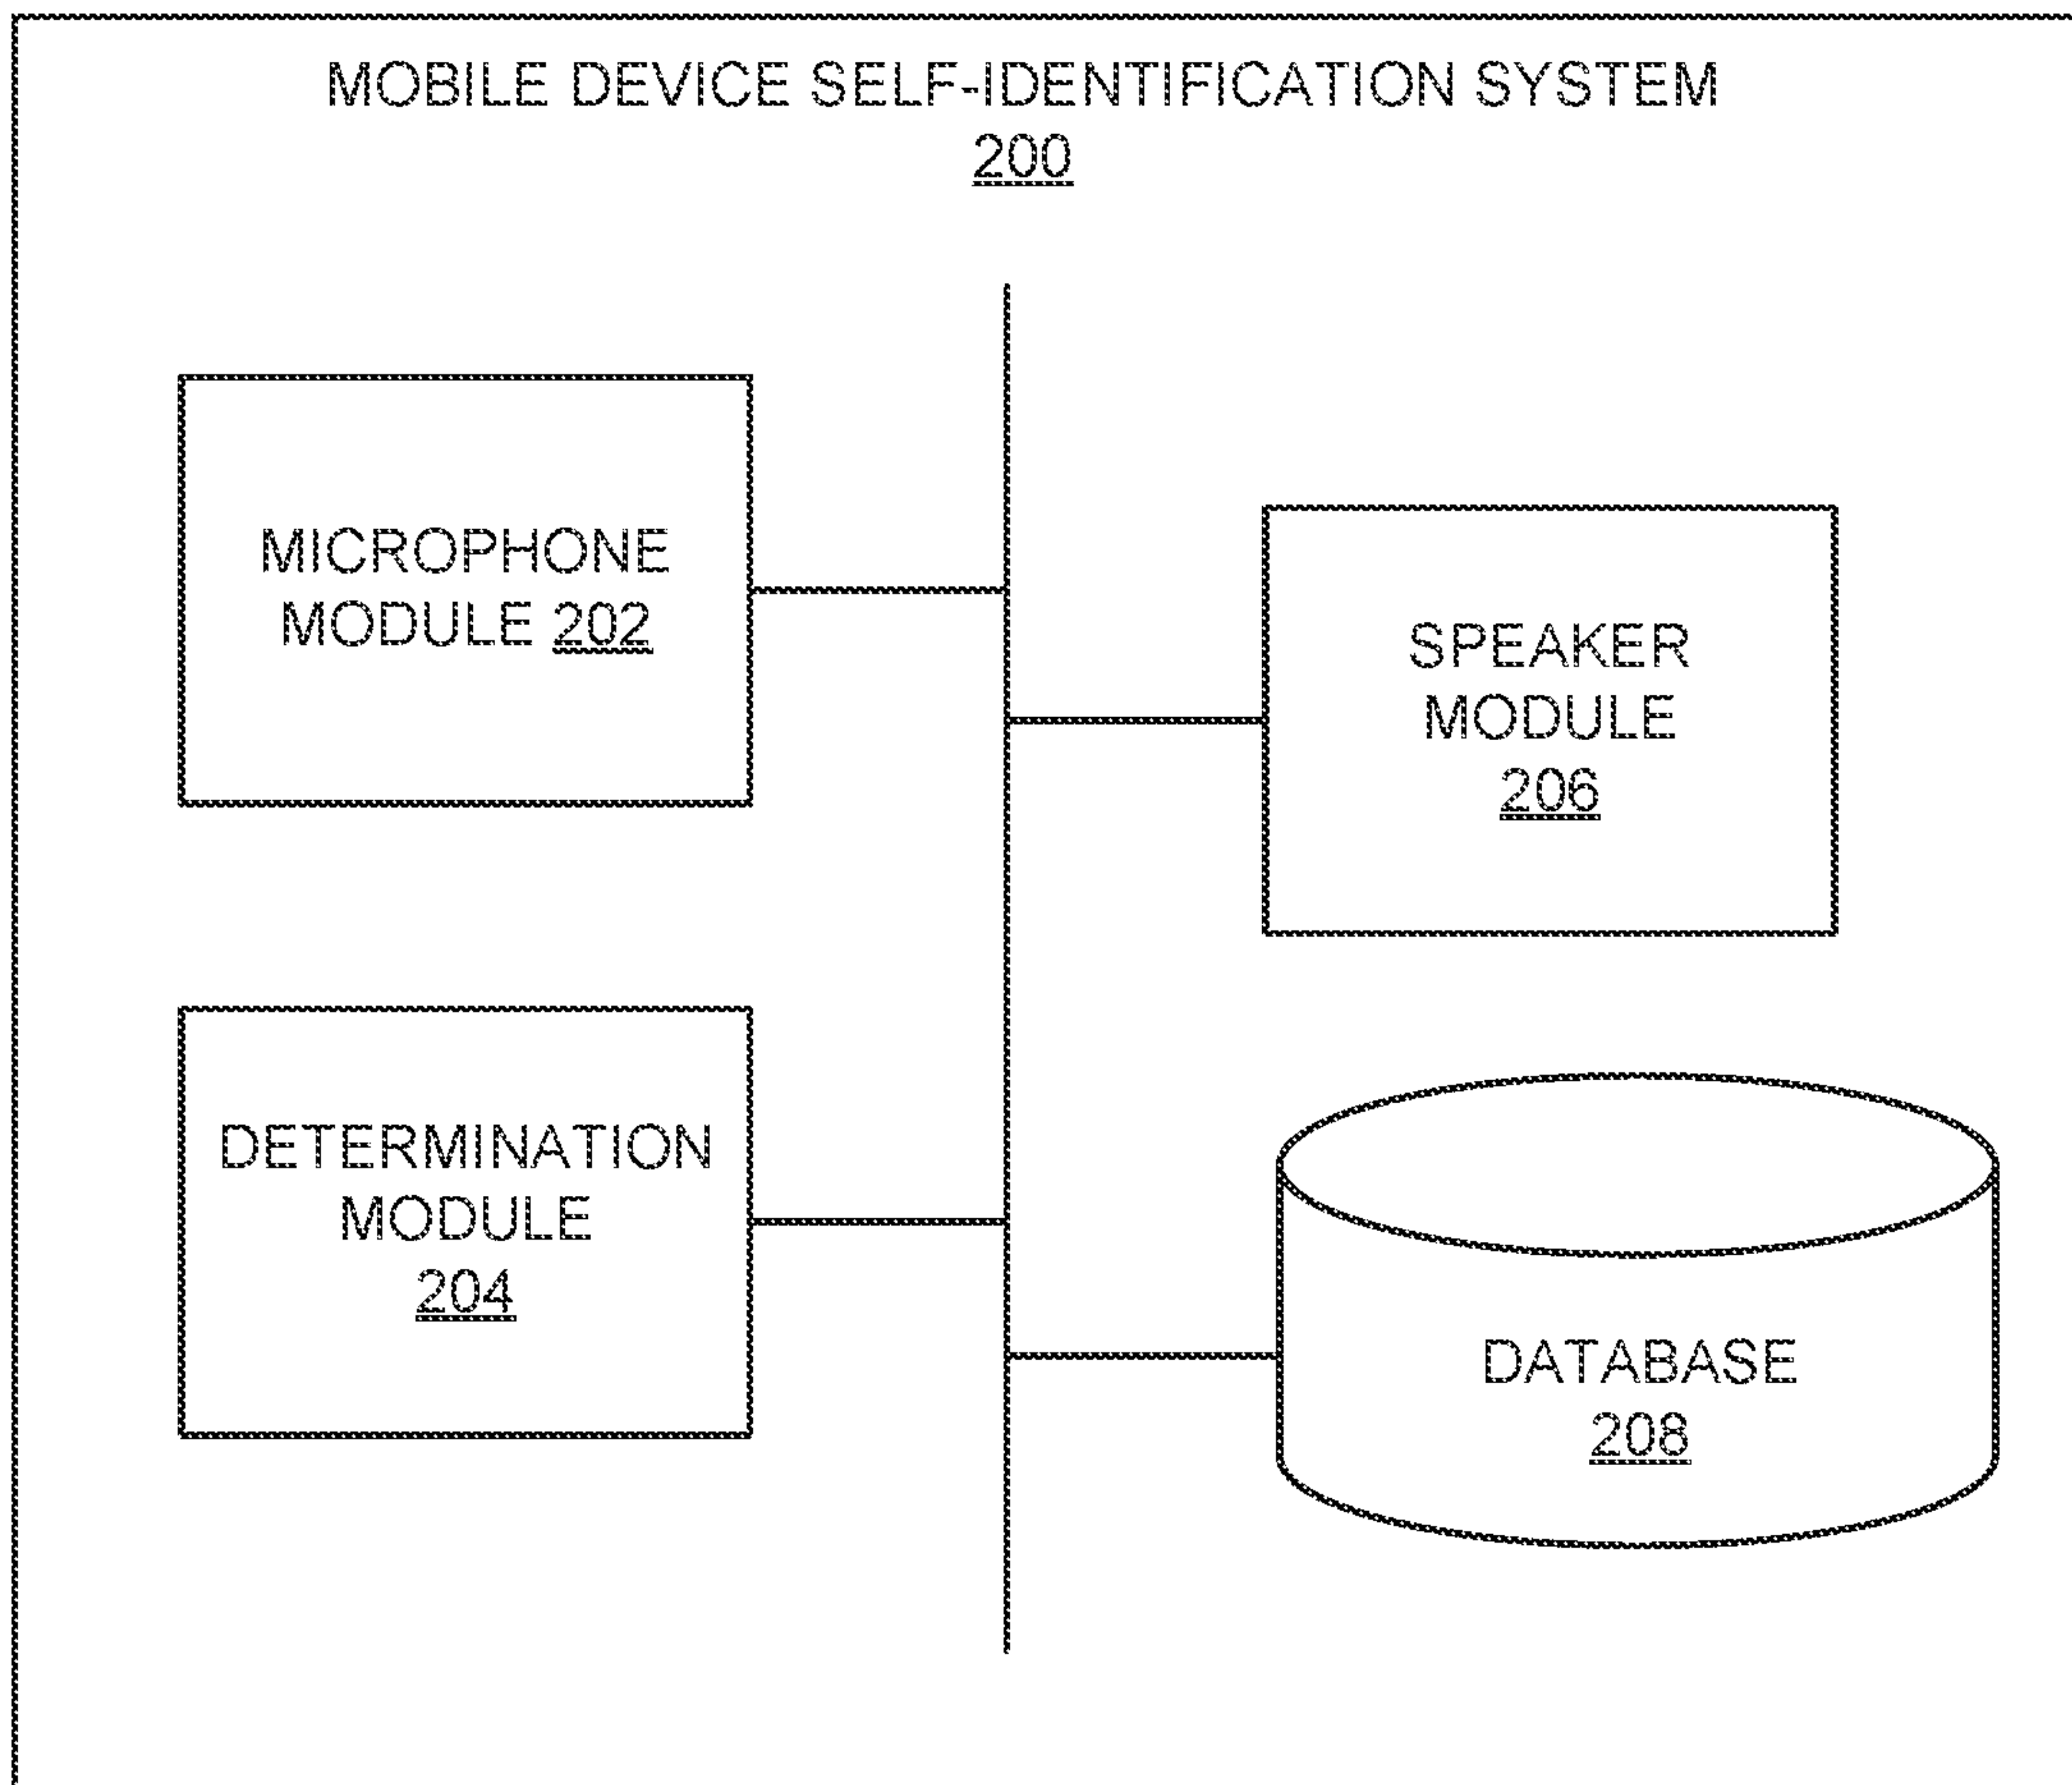 MOBILE DEVICE SELF-IDENTIFICATION SYSTEM
200
MICROPHONE
MODULE 202
SPEAKER
MODULE
206
DETERMINATION
MODULE
204
DATABASE
208